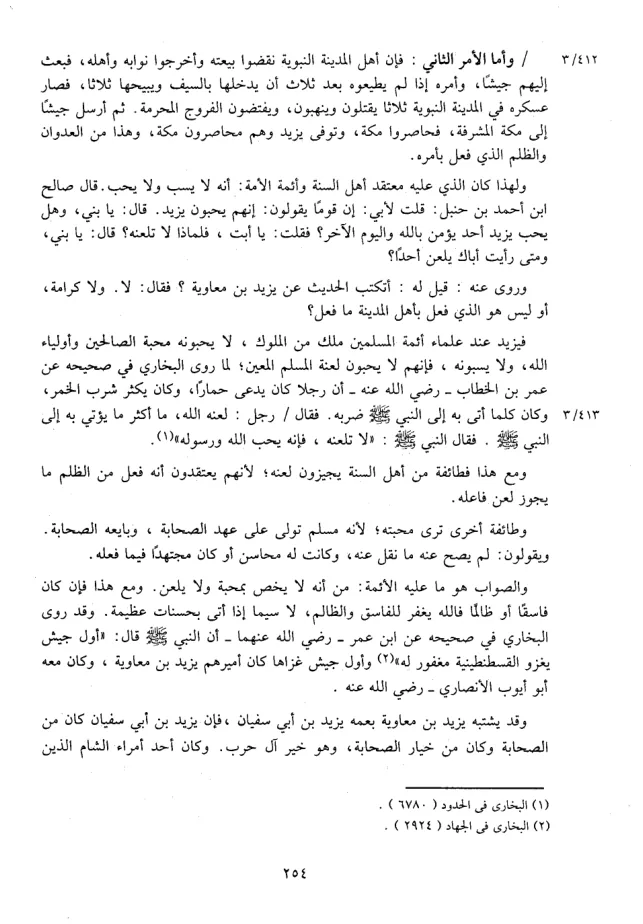 ٣/٤١٢ / وأما الأمر الثاني : فإن أهل المدينة النبوية نقضوا بيعته وأخرجوا نوابه وأهله، فبعث
إليهم جيشًا، وأمره إذا لم يطيعوه بعد ثلاث أن يدخلها بالسيف ويبيحها ثلاثا، فصار
عسكره في المدينة النبوية ثلاثا يقتلون وينهبون، ويفتضون الفروج المحرمة. ثم أرسل جيشًا
إلى مكة المشرفة، فحاصروا مكة، وتوفى يزيد وهم محاصرون مكة، وهذا من العدوان
والظلم الذي فعل بأمره.
ولهذا كان الذي عليه معتقد أهل السنة وأئمة الأمة: أنه لا يسب ولا يحب. قال صالح
ابن أحمد بن حنبل: قلت لأبي: إن قومًا يقولون: إنهم يحبون يزيد. قال: يا بني، وهل
يحب يزيد أحد يؤمن بالله واليوم الآخر؟ فقلت: يا أبت ، فلماذا لا تلعنه؟ قال: يا بني،
ومتى رأيت أباك يلعن أحدًا؟
وروى عنه : قيل له : أتكتب الحديث عن يزيد بن معاوية ؟ فقال: لا. ولا كرامة،
أو ليس هو الذي فعل بأهل المدينة ما فعل؟
فيزيد عند علماء أئمة المسلمين ملك من الملوك ، لا يحبونه محبة الصالحين وأولياء
الله، ولا يسبونه ، فإنهم لا يحبون لعنة المسلم المعين؛ لما روى البخاري في صحيحه عن
عمر بن الخطاب ـ رضي الله عنه ـ أن رجلا كان يدعى حمارًا، وكان يكثر شرب الخمر،
٣/٤١٣ وكان كلما أتى به إلى النبي ﷺ ضربه. فقال / رجل : لعنه الله، ما أكثر ما يؤتي به إلى
النبي ﷺ . فقال النبي ﷺ : «لا تلعنه ، فإنه يحب الله ورسوله»(١).
ومع هذا فطائفة من أهل السنة يجيزون لعنه؛ لأنهم يعتقدون أنه فعل من الظلم ما
يجوز لعن فاعله.
وطائفة أخرى ترى محبته؛ لأنه مسلم تولى على عهد الصحابة ، وبايعه الصحابة.
ويقولون: لم يصح عنه ما نقل عنه، وكانت له محاسن أو كان مجتهدًا فيما فعله.
والصواب هو ما عليه الأئمة: من أنه لا يخص بمحبة ولا يلعن. ومع هذا فإن كان
فاسقًا أو ظالمًا فالله يغفر للفاسق والظالم، لا سيما إذا أتى بحسنات عظيمة. وقد روى
البخاري في صحيحه عن ابن عمر ـ رضي الله عنهما ـ أن النبي ﷺ قال: «أول جيش
يغزو القسطنطينية مغفور له»(٢) وأول جيش غزاها كان أميرهم يزيد بن معاوية ، وكان معه
أبو أيوب الأنصاري ـ رضي الله عنه .
وقد يشتبه يزيد بن معاوية بعمه يزيد بن أبي سفيان ،فإن يزيد بن أبي سفيان كان من
الصحابة وكان من خيار الصحابة، وهو خير آل حرب. وكان أحد أمراء الشام الذين
(١) البخارى فى الحدود ( ٦٧٨٠ ) .
(٢) البخارى فى الجهاد ( ٢٩٢٤ ) .
٢٥٤